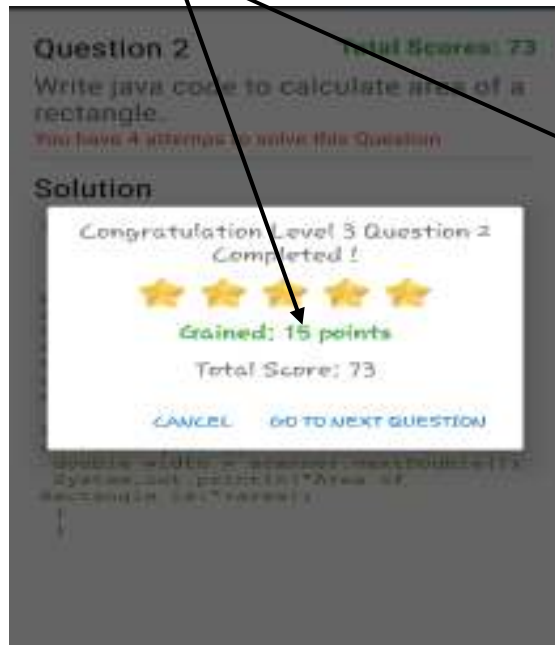 Question 2 Total Scores: 73
Write java code to calculate area of a
rectangle.
You have 4 attemps to solve this Question
Solution
Congratulation Level 3 Question 2
Completed !
Gained: 15 points
Total Score: 73
CANCEL GO TO NEXT QUESTION
double width = scanner.nextDouble();
System.out.println("Area of
Rectangle is:"+area);
}
}